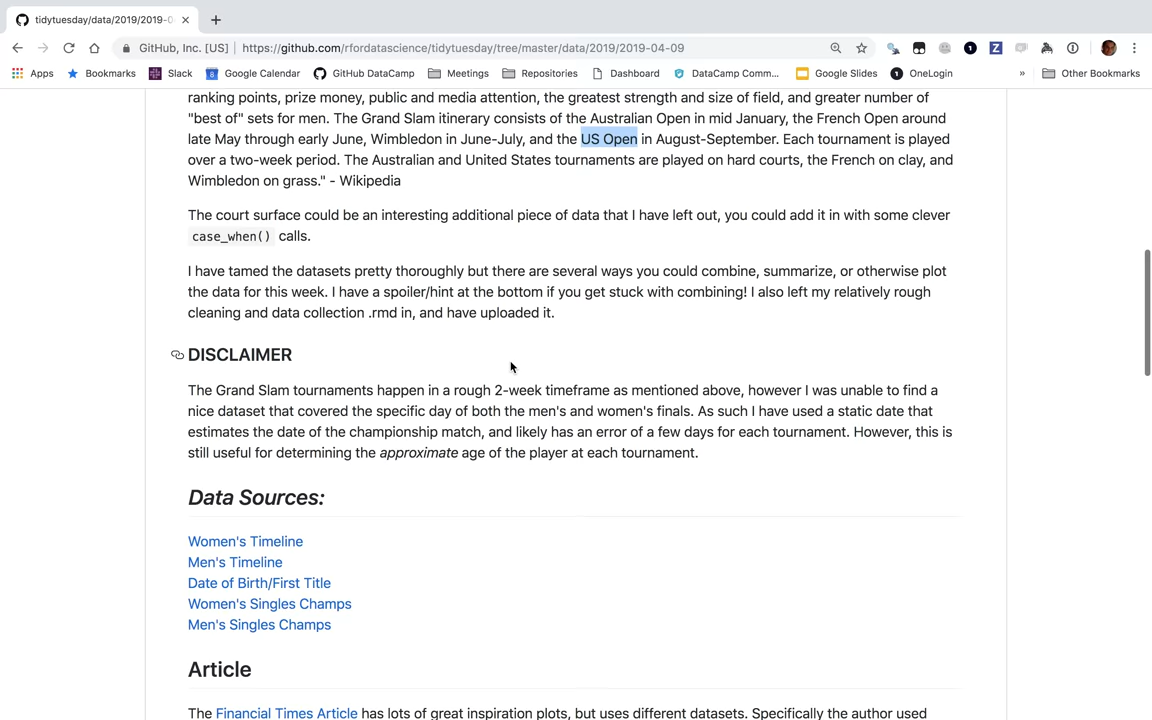 tidytuesday/data/2019/2019-0
GitHub, Inc. [US] | https://github.com/rfordatascience/tidytuesday/tree/master/data/2019/2019-04-09
Apps Bookmarks Slack Google Calendar GitHub DataCamp Meetings Repositories Dashboard DataCamp Comm... Google Slides OneLogin » Other Bookmarks
ranking points, prize money, public and media attention, the greatest strength and size of field, and greater number of
"best of" sets for men. The Grand Slam itinerary consists of the Australian Open in mid January, the French Open around
late May through early June, Wimbledon in June-July, and the US Open in August-September. Each tournament is played
over a two-week period. The Australian and United States tournaments are played on hard courts, the French on clay, and
Wimbledon on grass." - Wikipedia
The court surface could be an interesting additional piece of data that I have left out, you could add it in with some clever
case_when() calls.
I have tamed the datasets pretty thoroughly but there are several ways you could combine, summarize, or otherwise plot
the data for this week. I have a spoiler/hint at the bottom if you get stuck with combining! I also left my relatively rough
cleaning and data collection .rmd in, and have uploaded it.
DISCLAIMER
The Grand Slam tournaments happen in a rough 2-week timeframe as mentioned above, however I was unable to find a
nice dataset that covered the specific day of both the men's and women's finals. As such I have used a static date that
estimates the date of the championship match, and likely has an error of a few days for each tournament. However, this is
still useful for determining the approximate age of the player at each tournament.
Data Sources:
Women's Timeline
Men's Timeline
Date of Birth/First Title
Women's Singles Champs
Men's Singles Champs
Article
The Financial Times Article has lots of great inspiration plots, but uses different datasets. Specifically the author used